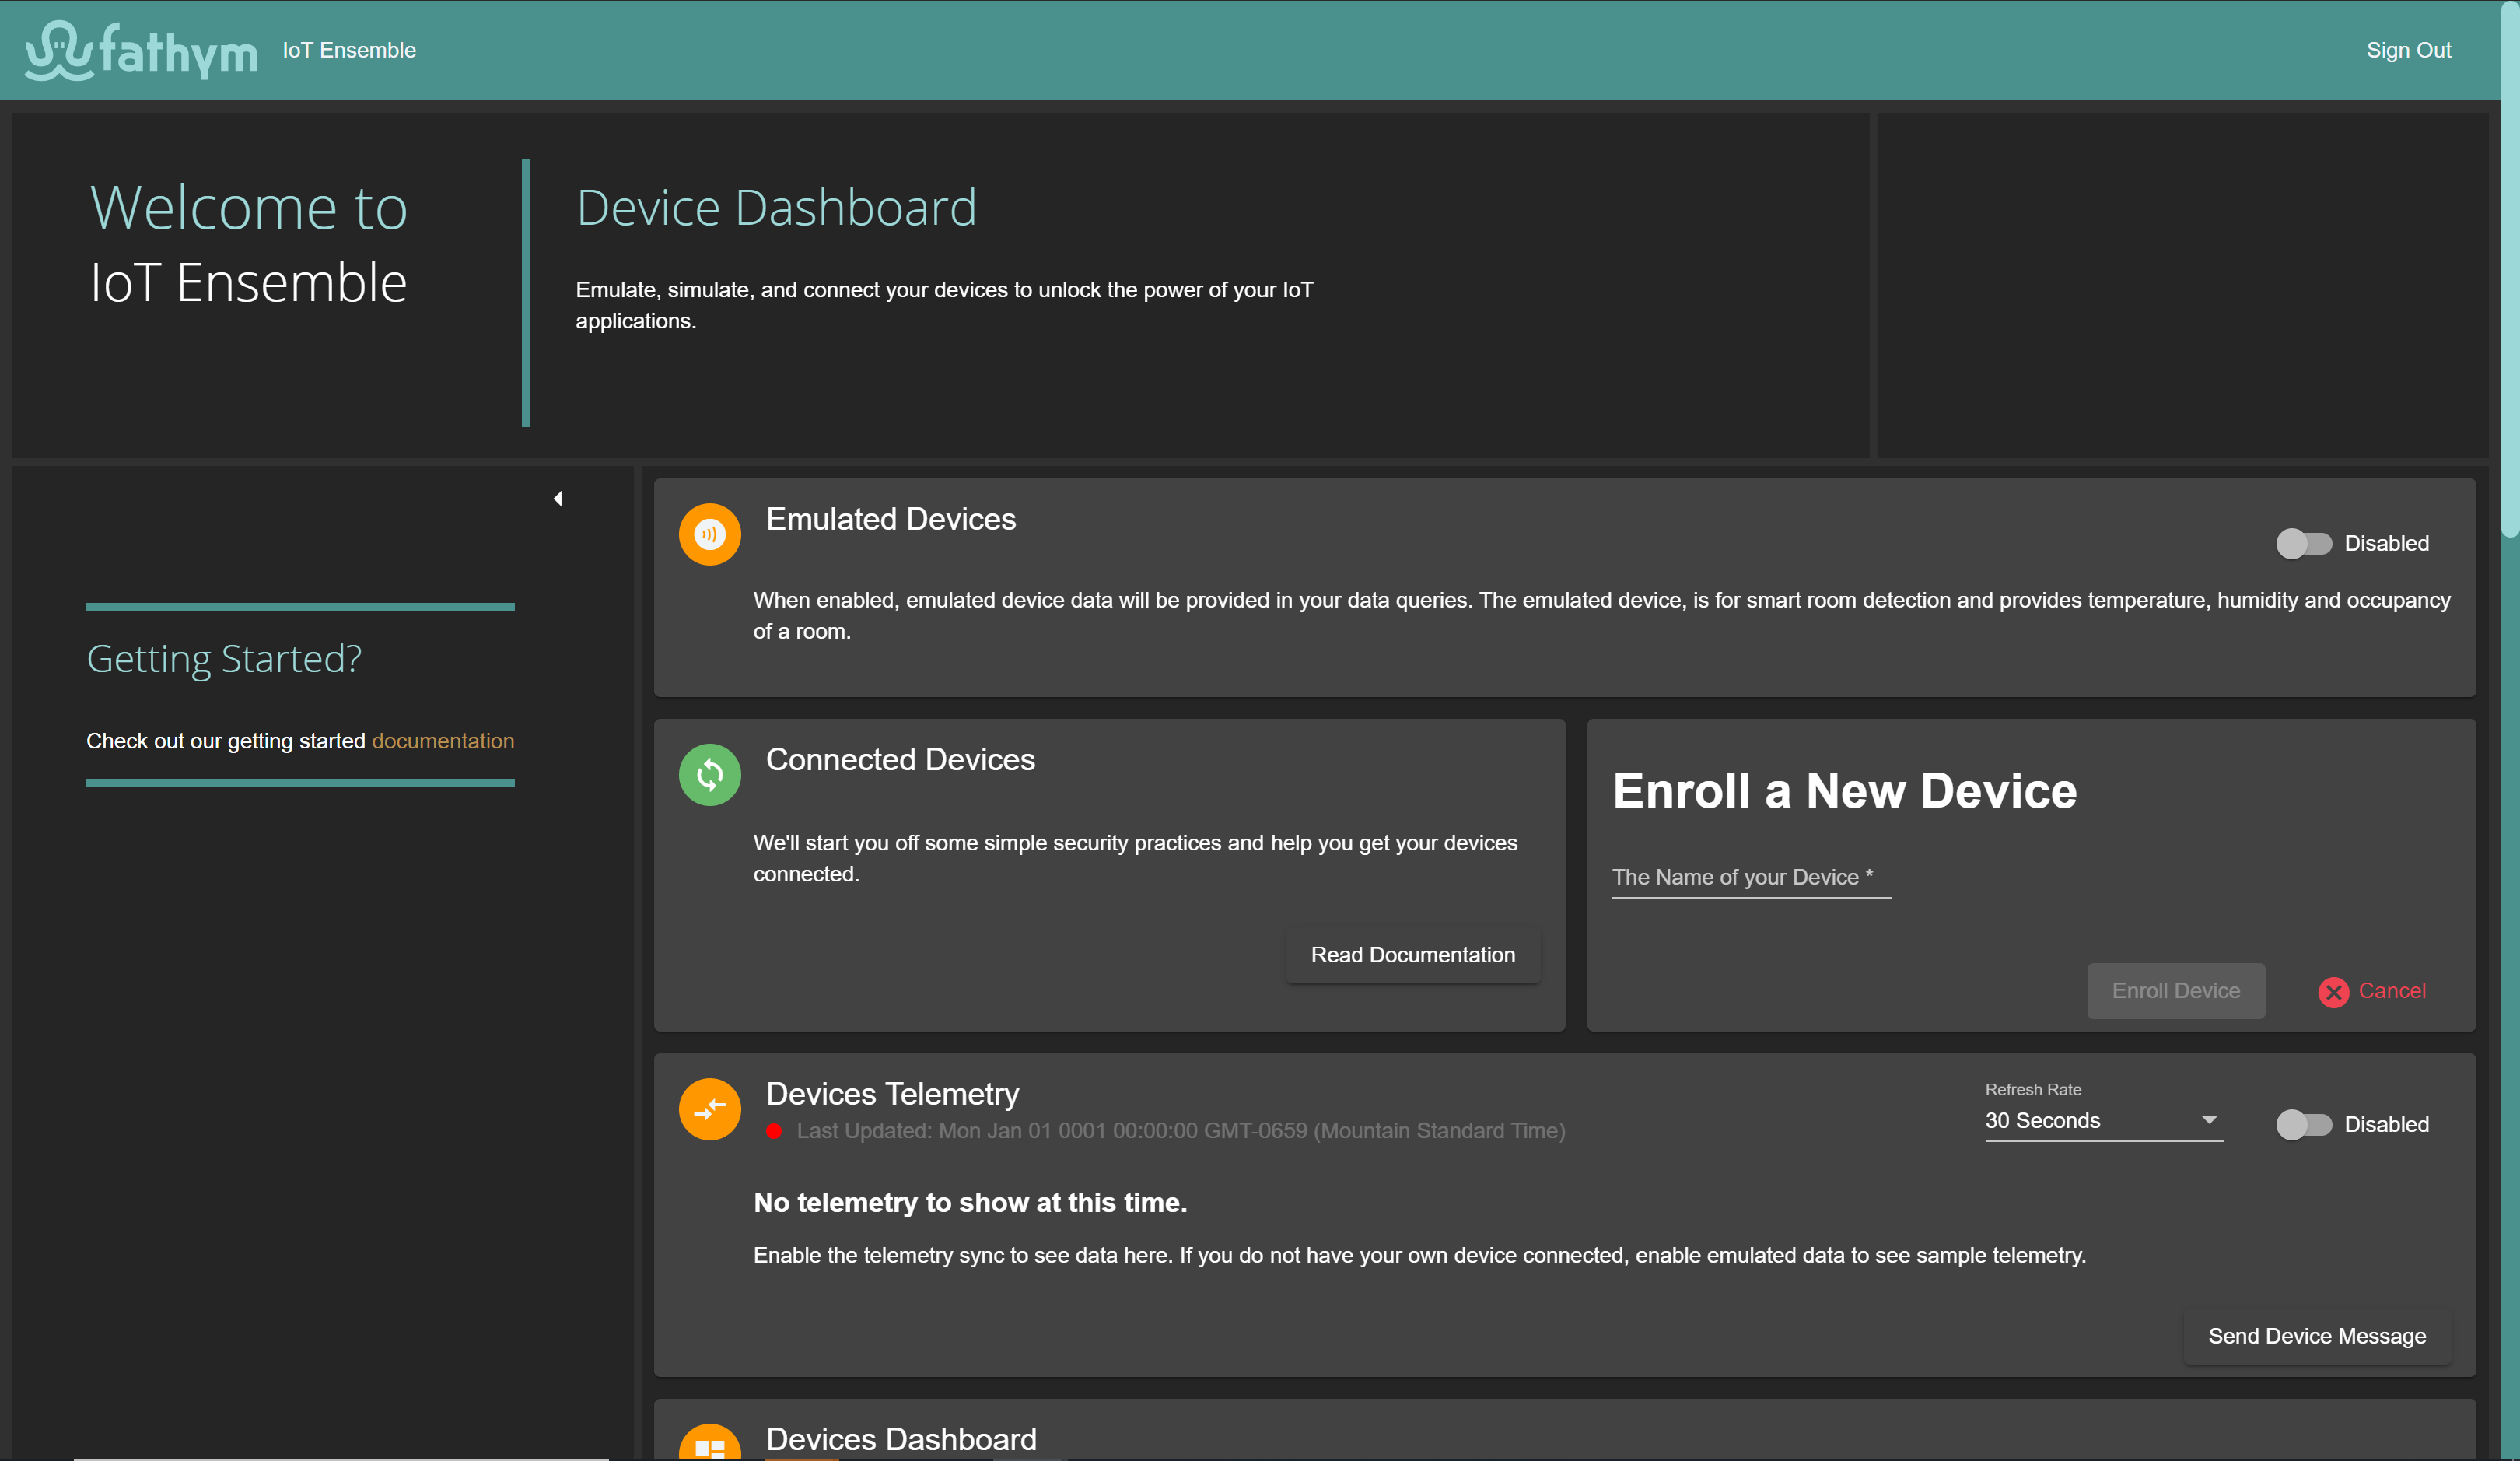 fathym
IoT Ensemble
Sign Out
Welcome to
IoT Ensemble
Device Dashboard
Emulate, simulate, and connect your devices to unlock the power of your IoT
applications.
Getting Started?
Check out our getting started documentation
Emulated Devices
Disabled
When enabled, emulated device data will be provided in your data queries. The emulated device, is for smart room detection and provides temperature, humidity and occupancy
of a room.
Connected Devices
We'll start you off some simple security practices and help you get your devices
connected.
Read Documentation
Enroll a New Device
The Name of your Device *
Enroll Device
Cancel
Devices Telemetry
Last Updated: Mon Jan 01 0001 00:00:00 GMT-0659 (Mountain Standard Time)
Refresh Rate
30 Seconds
Disabled
No telemetry to show at this time.
Enable the telemetry sync to see data here. If you do not have your own device connected, enable emulated data to see sample telemetry.
Send Device Message
Devices Dashboard